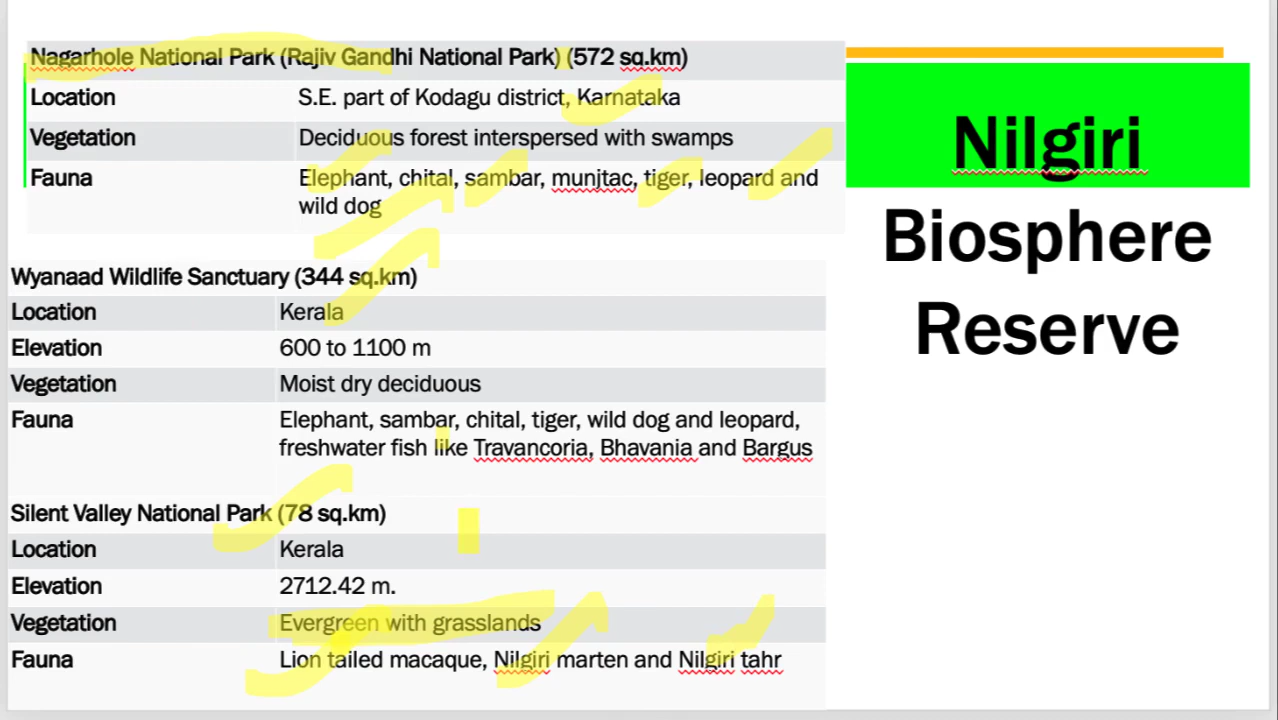 Nagarhole National Park (Rajiv Gandhi National Park) (572 sq.km)
Location S.E. part of Kodagu district, Karnataka
Vegetation Deciduous forest interspersed with swamps
Fauna Elephant, chital, sambar, munjtac, tiger, leopard and
wild dog
Wyanaad Wildlife Sanctuary (344 sq.km)
Location Kerala
Elevation 600 to 1100 m
Vegetation Moist dry deciduous
Fauna Elephant, sambar, chital, tiger, wild dog and leopard,
freshwater fish like Travancoria, Bhavania and Bargus
Silent Valley National Park (78 sq.km)
Location Kerala
Elevation 2712.42 m.
Vegetation Evergreen with grasslands
Fauna Lion tailed macaque, Nilgiri marten and Nilgiri tahr
Nilgiri
Biosphere
Reserve